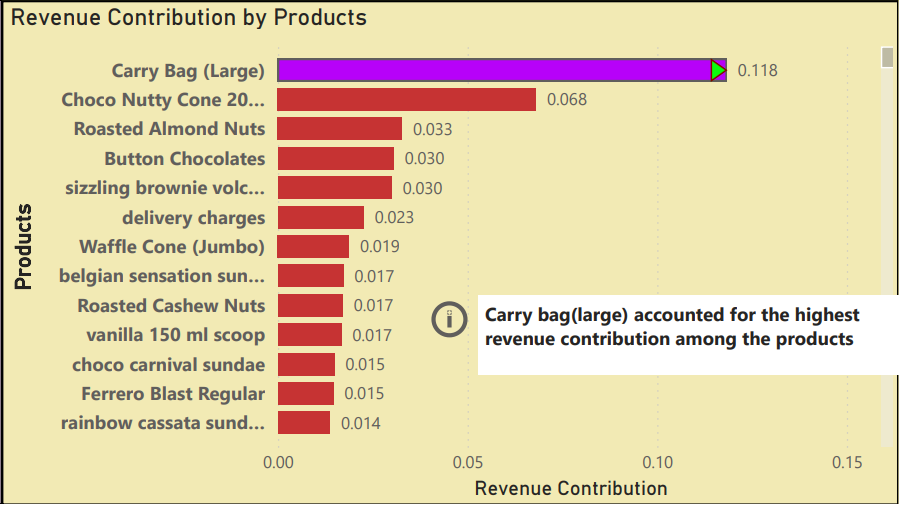 Revenue Contribution by Products
Carry Bag (Large)
0.118
Choco Nutty Cone 20...
0.068
Roasted Almond Nuts
0.033
Button Chocolates
0.030
sizzling brownie volc...
0.030
delivery charges
0.023
Waffle Cone (Jumbo)
0.019
belgian sensation sun...
0.017
Roasted Cashew Nuts
0.017
vanilla 150 ml scoop
0.017
choco carnival sundae
0.015
Ferrero Blast Regular
0.015
rainbow cassata sund...
0.014
Products
i
Carry bag(large) accounted for the highest
revenue contribution among the products
0.00 0.05 0.10 0.15
Revenue Contribution